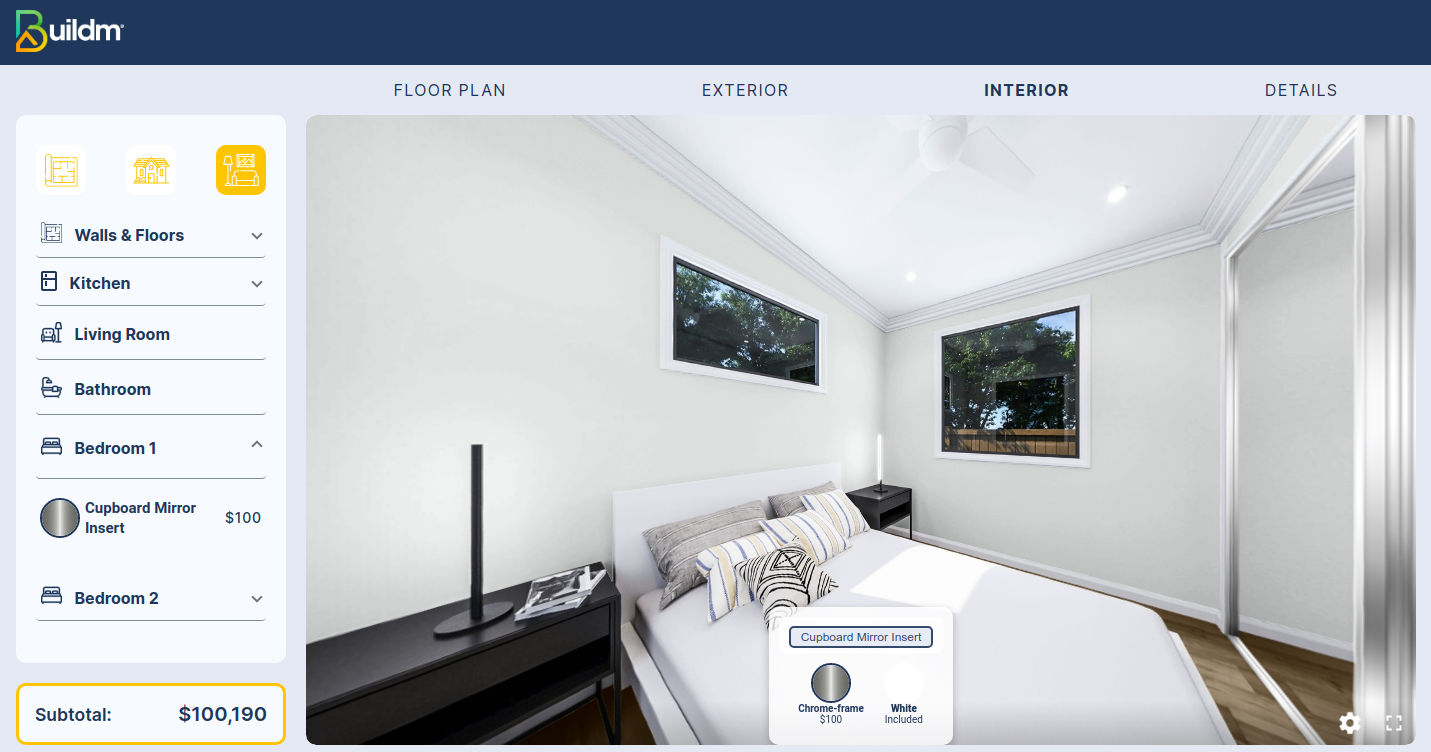 Buildm
FLOOR PLAN
EXTERIOR
INTERIOR
DETAILS
Walls & Floors
Kitchen
Living Room
Bathroom
Bedroom 1
Cupboard Mirror
Insert
$100
Bedroom 2
Subtotal: $100,190
Cupboard Mirror Insert
Chrome-frame
$100
White
Included